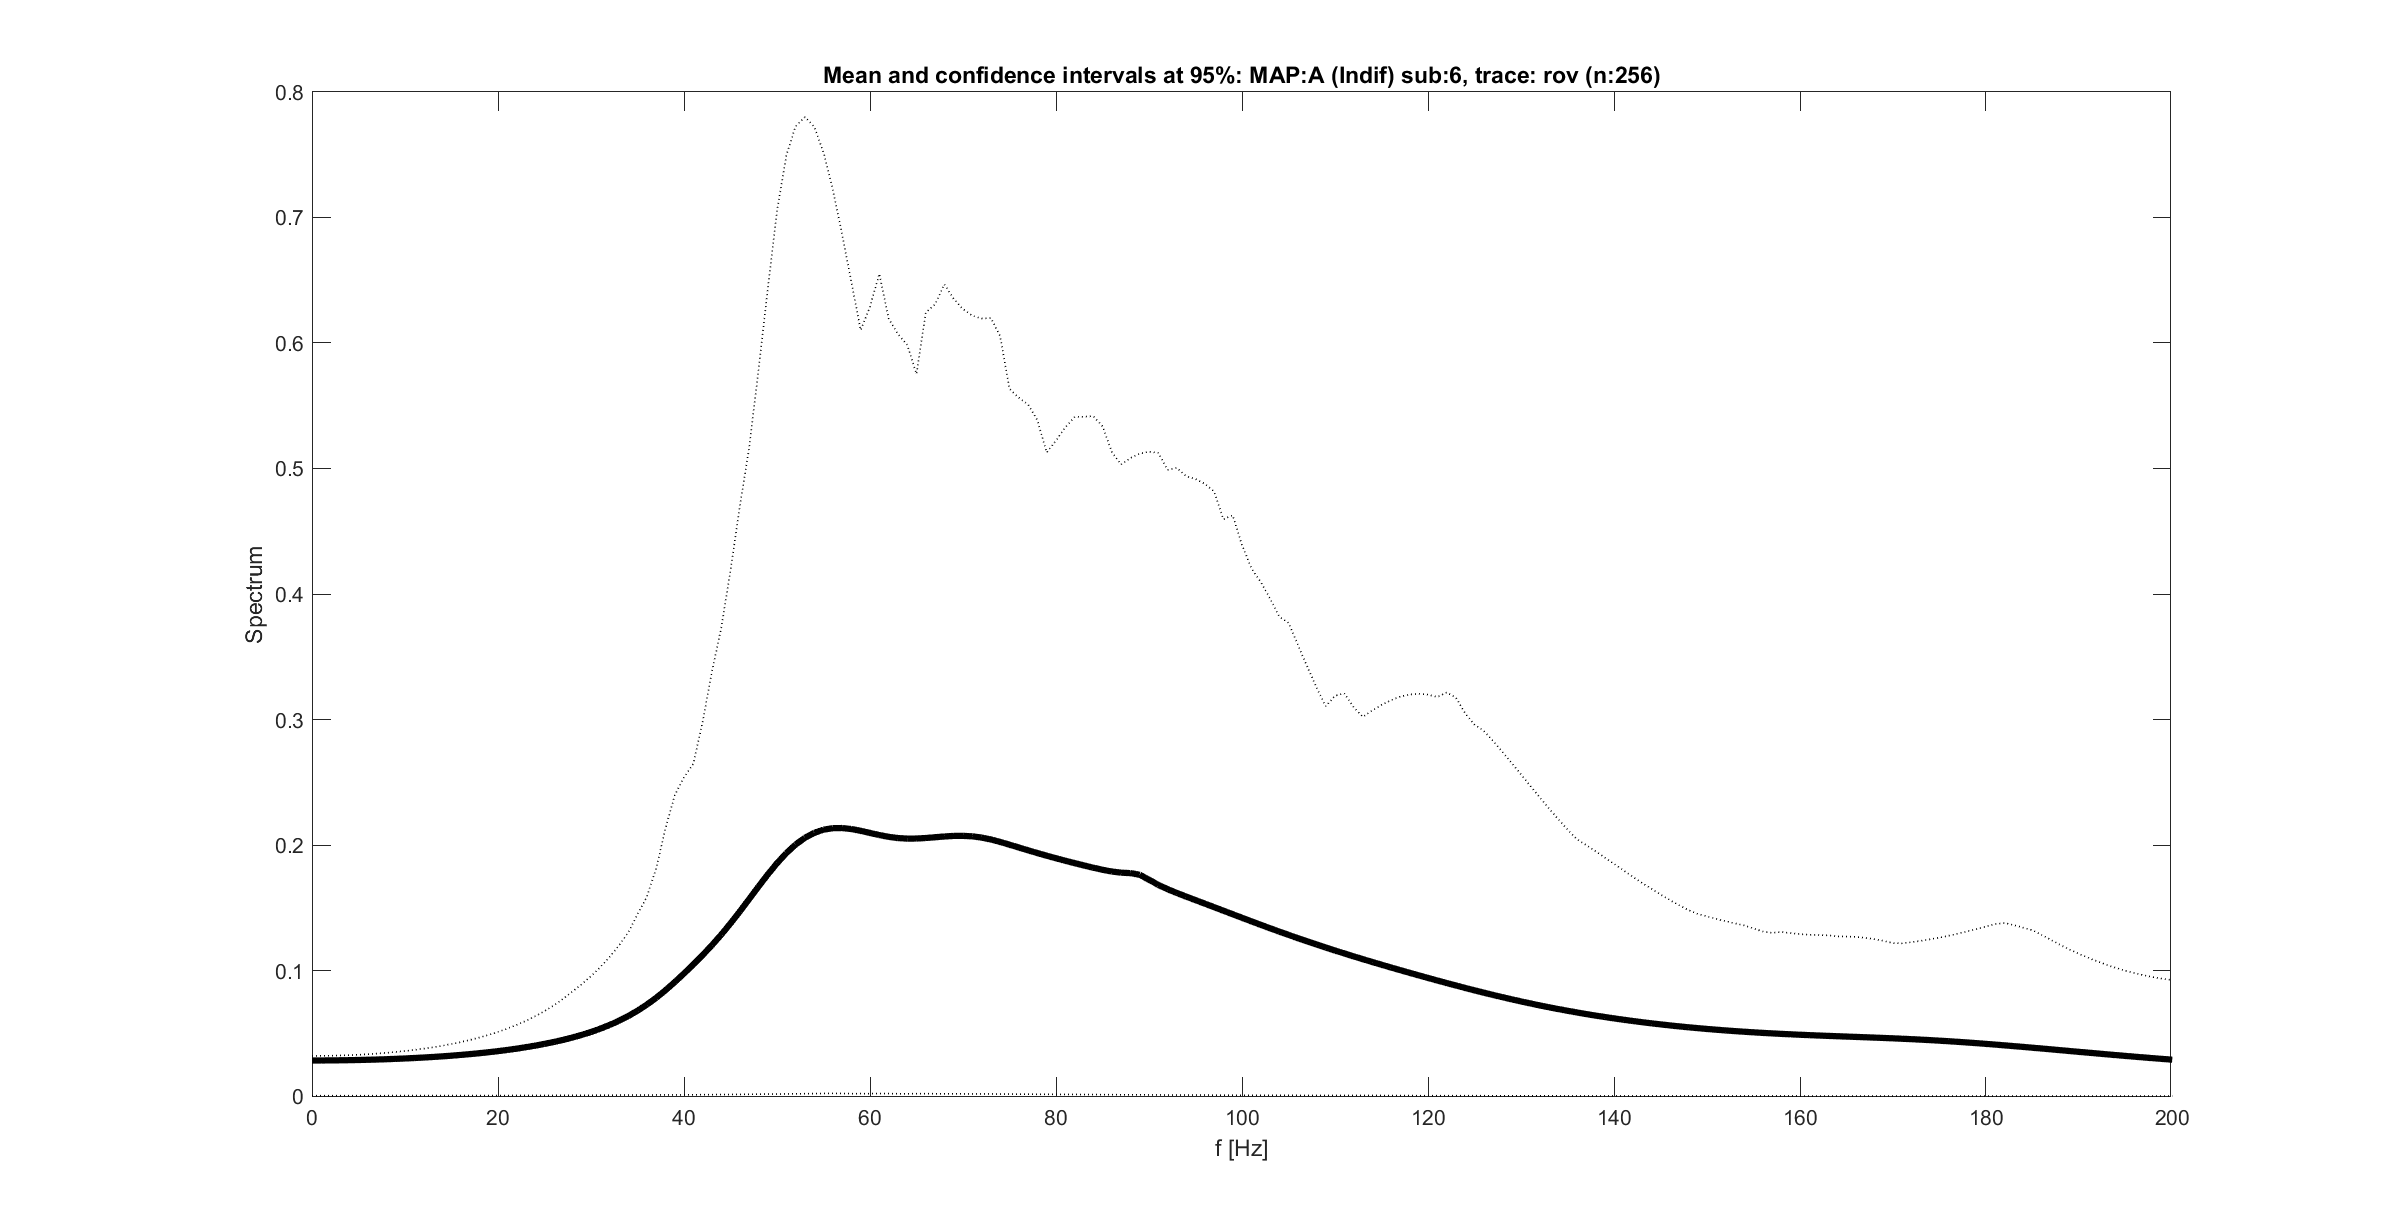 Mean and confidence intervals at 95%: MAP:A (Indif) sub:6, trace: rov (n:256)
0.8
0.7
0.6
0.5
0.4
0.3
0.2
0.1
0
Spectrum
0 20 40 60 80 100 120 140 160 180 200
f [Hz]